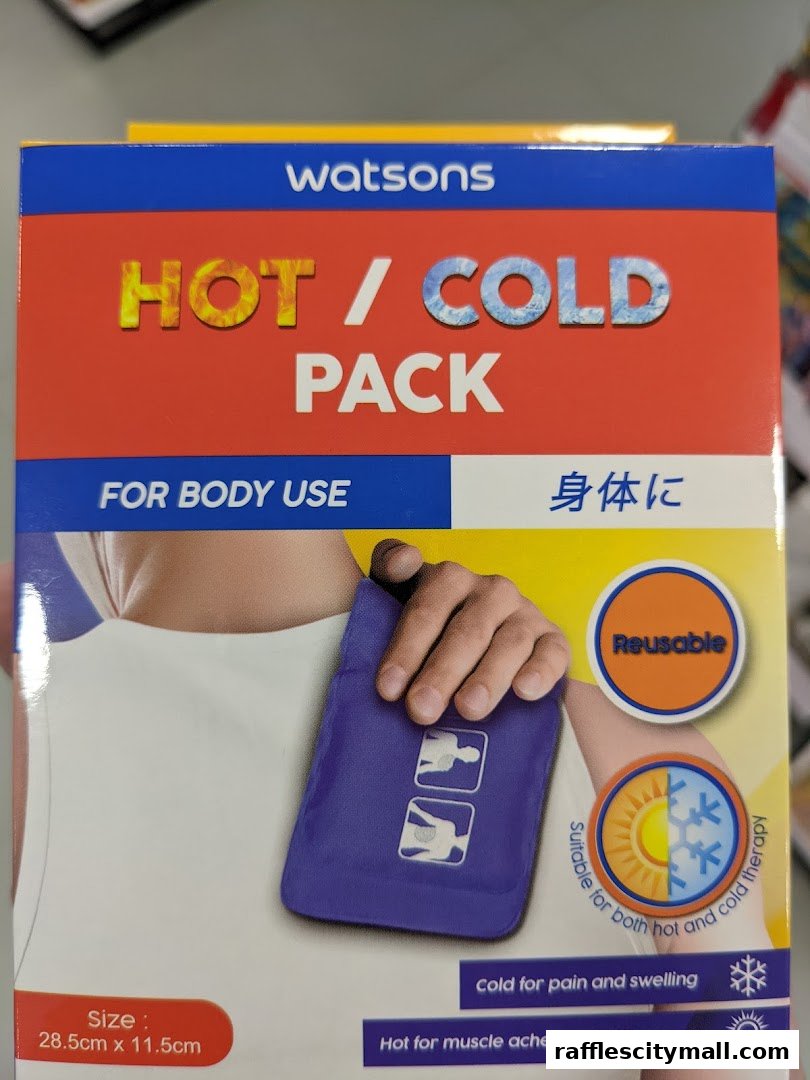 watsons
HOT / COLD
PACK
FOR BODY USE
身体に
Reusable
Suitable for both hot and cold therapy
Cold for pain and swelling
Size :
28.5cm x 11.5cm
Hot for muscle
rafflescitymall.com